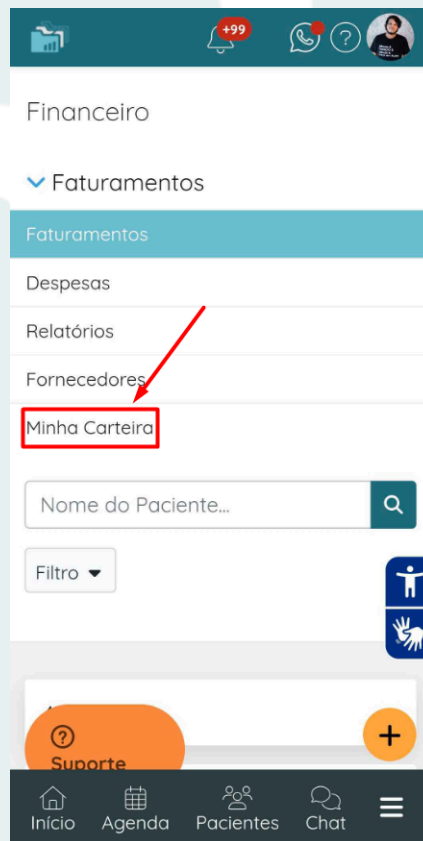 +99
Financeiro
Faturamentos
Faturamentos
Despesas
Relatórios
Fornecedores
Minha Carteira
Nome do Paciente...
Filtro
Suporte
Início Agenda Pacientes Chat